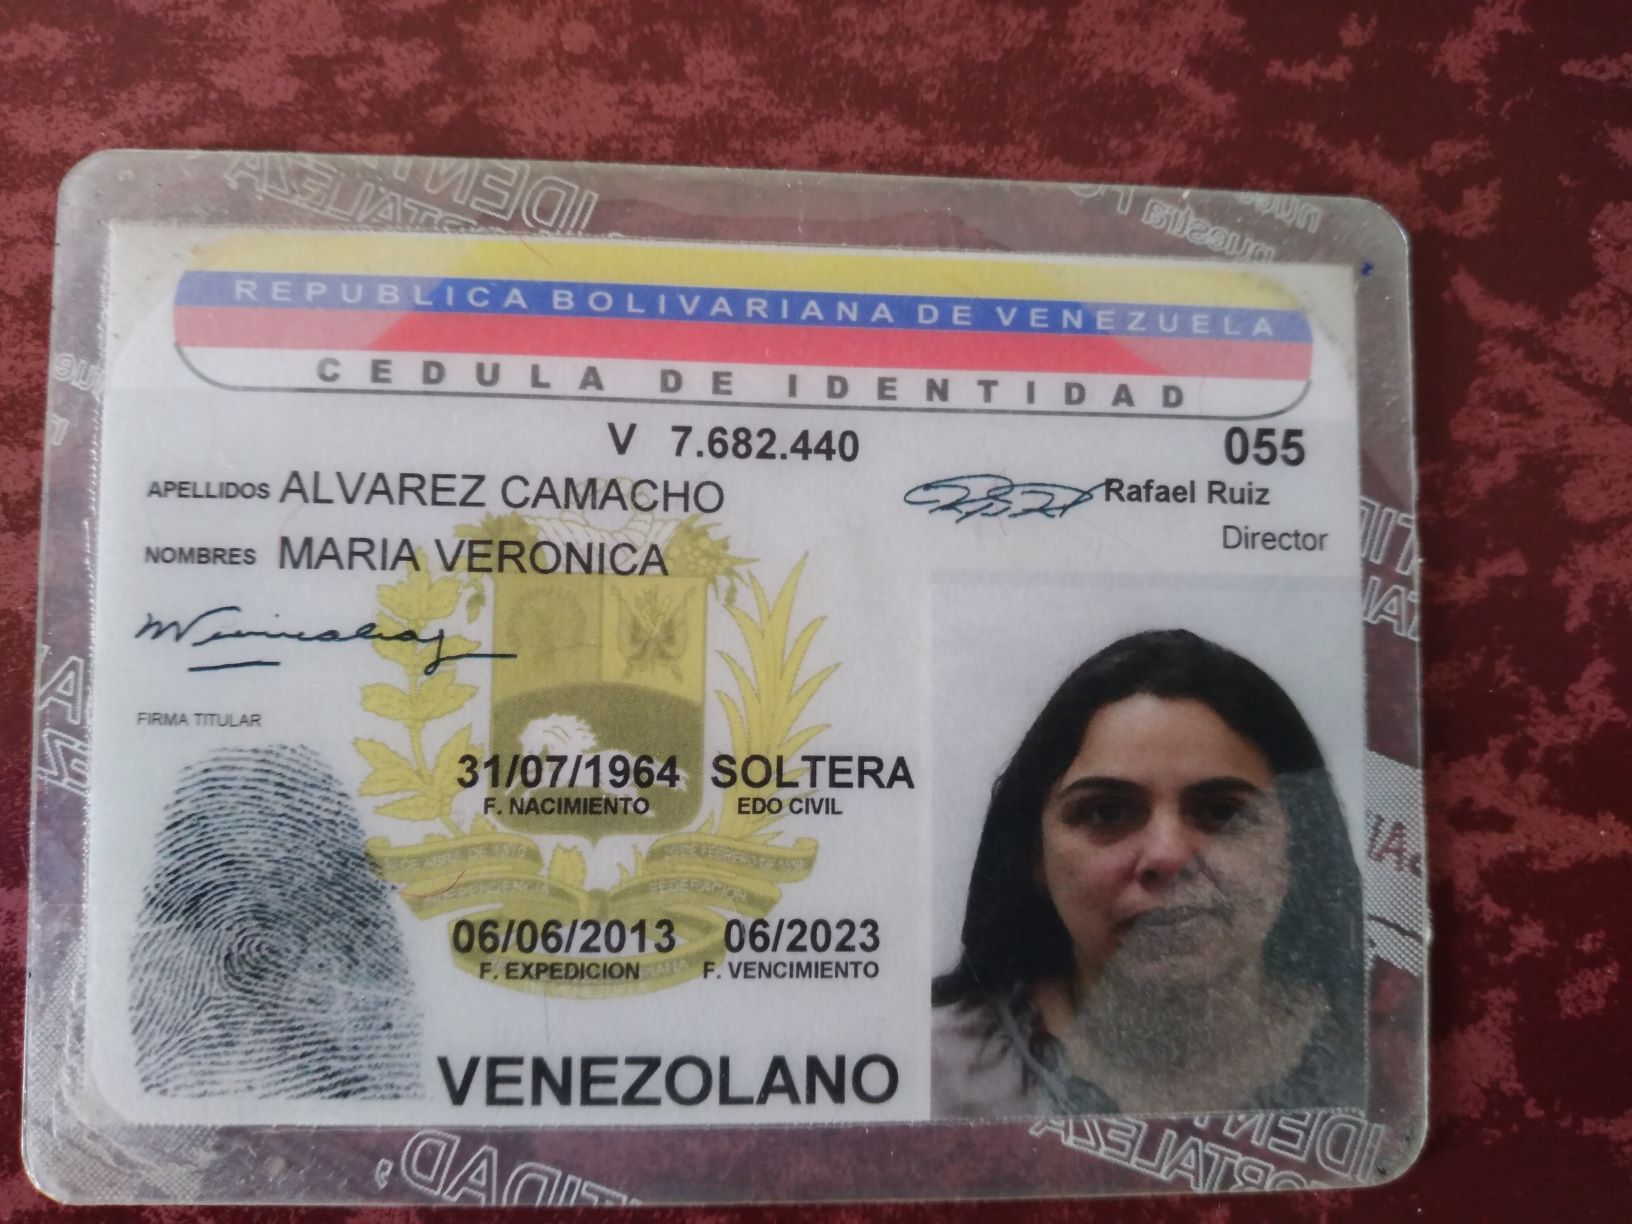 REPUBLICA BOLIVARIANA DE VENEZUELA
CEDULA DE IDENTIDAD
V 7.682.440 055
APELLIDOS ALVAREZ CAMACHO
Rafael Ruiz
Director
NOMBRES MARIA VERONICA
FIRMA TITULAR
31/07/1964 SOLTERA
F. NACIMIENTO EDO CIVIL
06/06/2013 06/2023
F. EXPEDICION F. VENCIMIENTO
VENEZOLANO